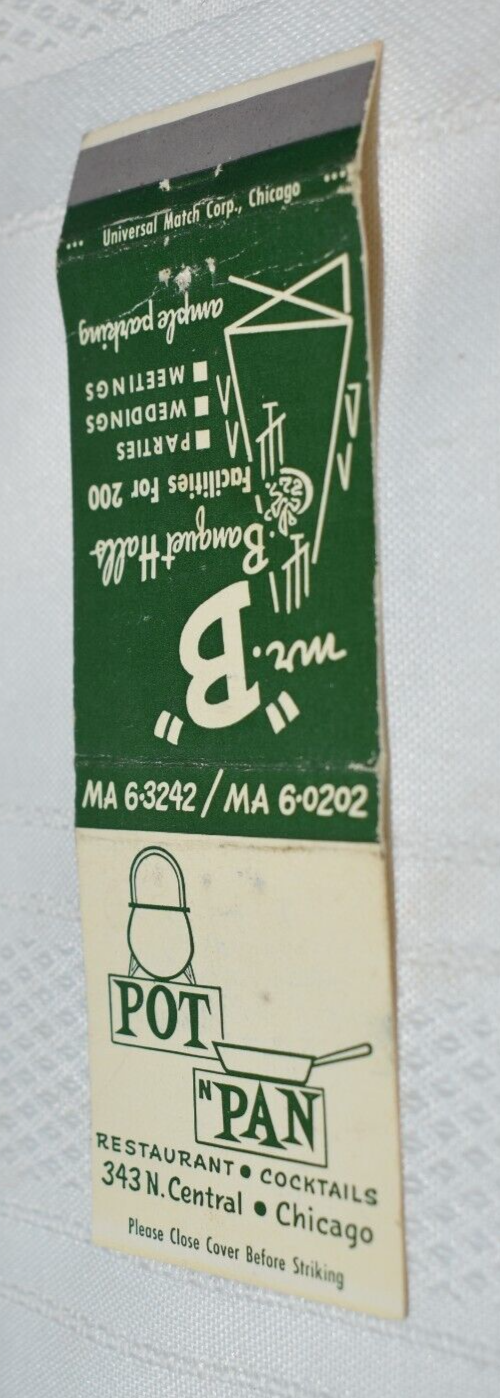 Universal Match Corp., Chicago
"mr. B"
Banquet Halls
Facilities For 200
PARTIES
WEDDINGS
MEETINGS
ample parking
MA 6-3242 / MA 6-0202
POT
N PAN
RESTAURANT • COCKTAILS
343 N. Central • Chicago
Please Close Cover Before Striking